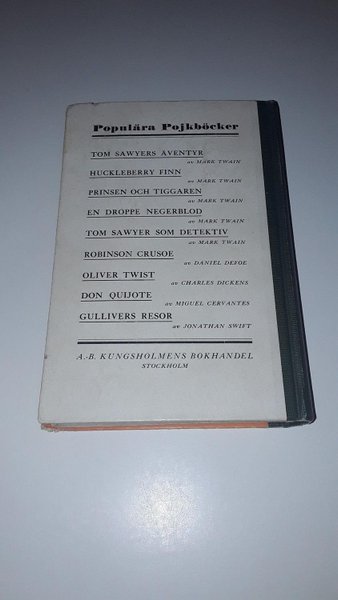 Populära Pojkböcker
TOM SAWYERS ÄVENTYR
av MARK TWAIN
HUCKLEBERRY FINN
av MARK TWAIN
PRINSEN OCH TIGGAREN
av MARK TWAIN
EN DROPPE NEGERBLOD
av MARK TWAIN
TOM SAWYER SOM DETEKTIV
av MARK TWAIN
ROBINSON CRUSOE
av DANIEL DEFOE
OLIVER TWIST
av CHARLES DICKENS
DON QUIJOTE
av MIGUEL CERVANTES
GULLIVERS RESOR
av JONATHAN SWIFT
A.-B. KUNGSHOLMENS BOKHANDEL
STOCKHOLM